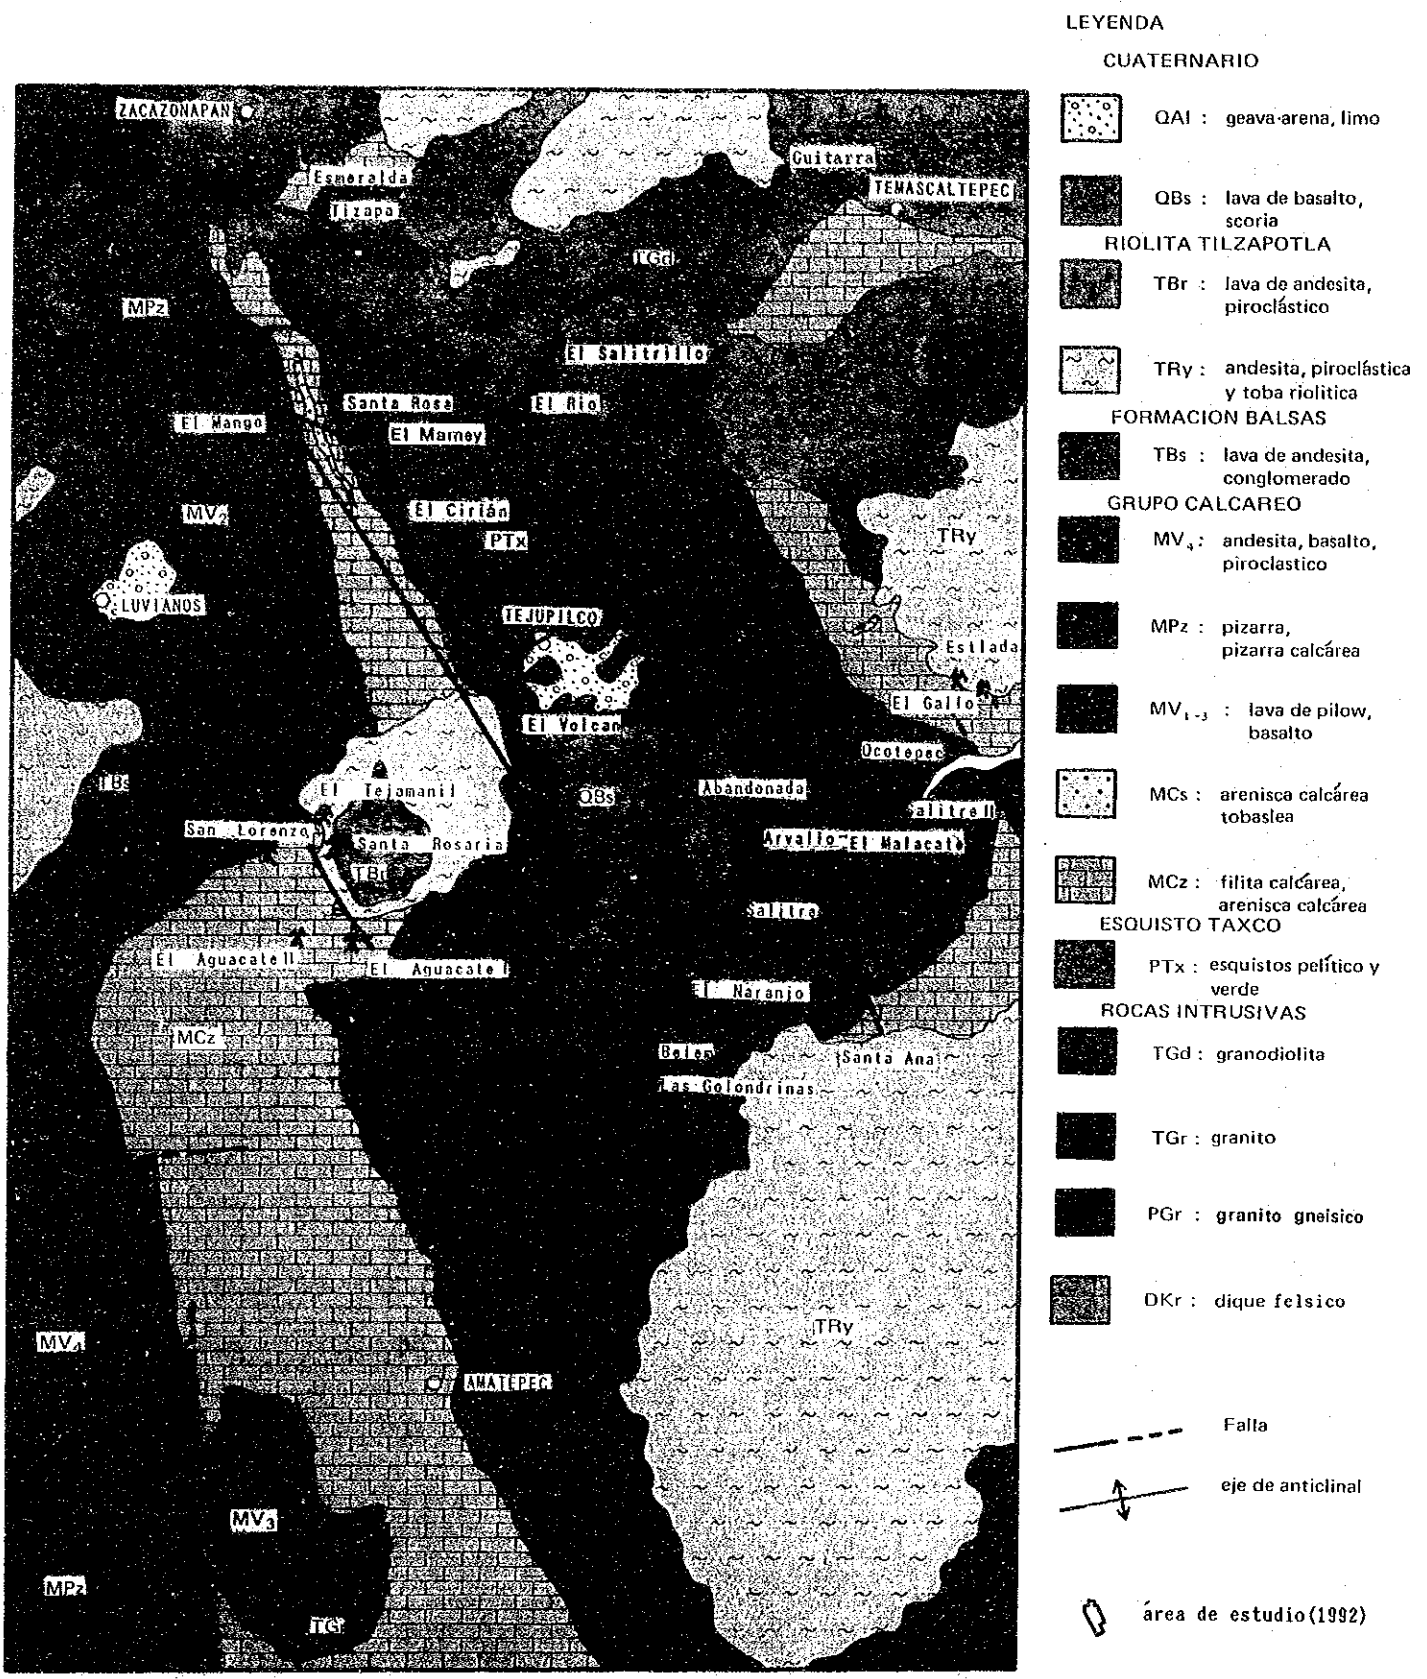 LEYENDA
CUATERNARIO
QAl : geava-arena, limo
QBs : lava de basalto,
scoria
RIOLITA TILZAPOTLA
TBr : lava de andesita,
piroclástico
TRy : andesita, piroclástica
y toba riolitica
FORMACION BALSAS
TBs : lava de andesita,
conglomerado
GRUPO CALCAREO
MV₄ : andesita, basalto,
piroclastico
MPz : pizarra,
pizarra calcárea
MV₁₋₃ : lava de pilow,
basalto
MCs : arenisca calcárea
tobaslea
MCz : filita calcárea,
arenisca calcárea
ESQUISTO TAXCO
PTx : esquistos pelítico y
verde
ROCAS INTRUSIVAS
TGd : granodiolita
TGr : granito
PGr : granito gneisico
DKr : dique felsico
Falla
eje de anticlinal
área de estudio(1992)
ZACAZONAPAN
Guitarra
Esmeralda
TEMASCALTEPEC
Tizapa
TGd
MPz
El Salitrillo
Santa Rosa
El Rio
El Mango
El Mamey
El Cirián
MV₂
PTx
TRy
LUVIANOS
TEJUPILCO
Estlada
El Gallo
El Volcan
Ocotepec
TBs
El Tejamanil
QBs
Abandonada
Salitre II
San Lorenzo
Santa Rosaria
Arvallo
El Malacate
TBr
Salitre
El Aguacate II
El Aguacate I
El Naranjo
MCz
Belem
Santa Ana
Las Golondrinas
MV₄
TRy
AMATEPEC
MV₃
MPz
TGr